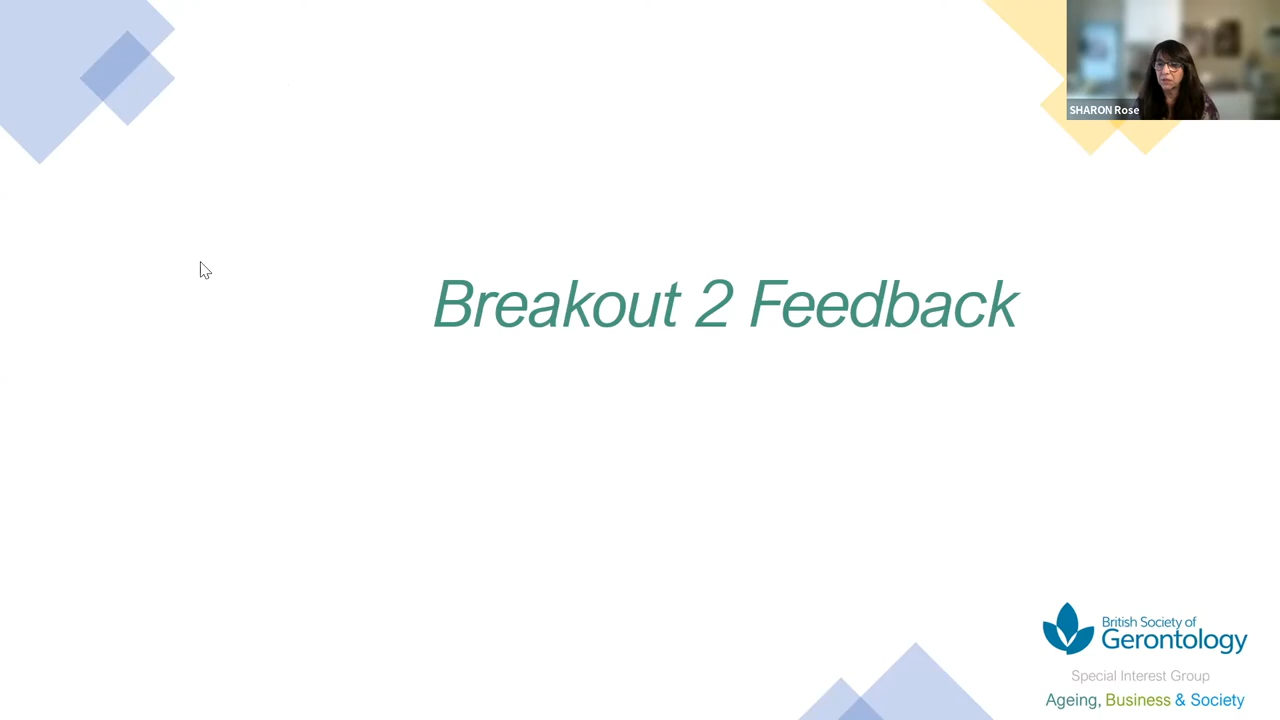 SHARON Rose
Breakout 2 Feedback
British Society of
Gerontology
Special Interest Group
Ageing, Business & Society